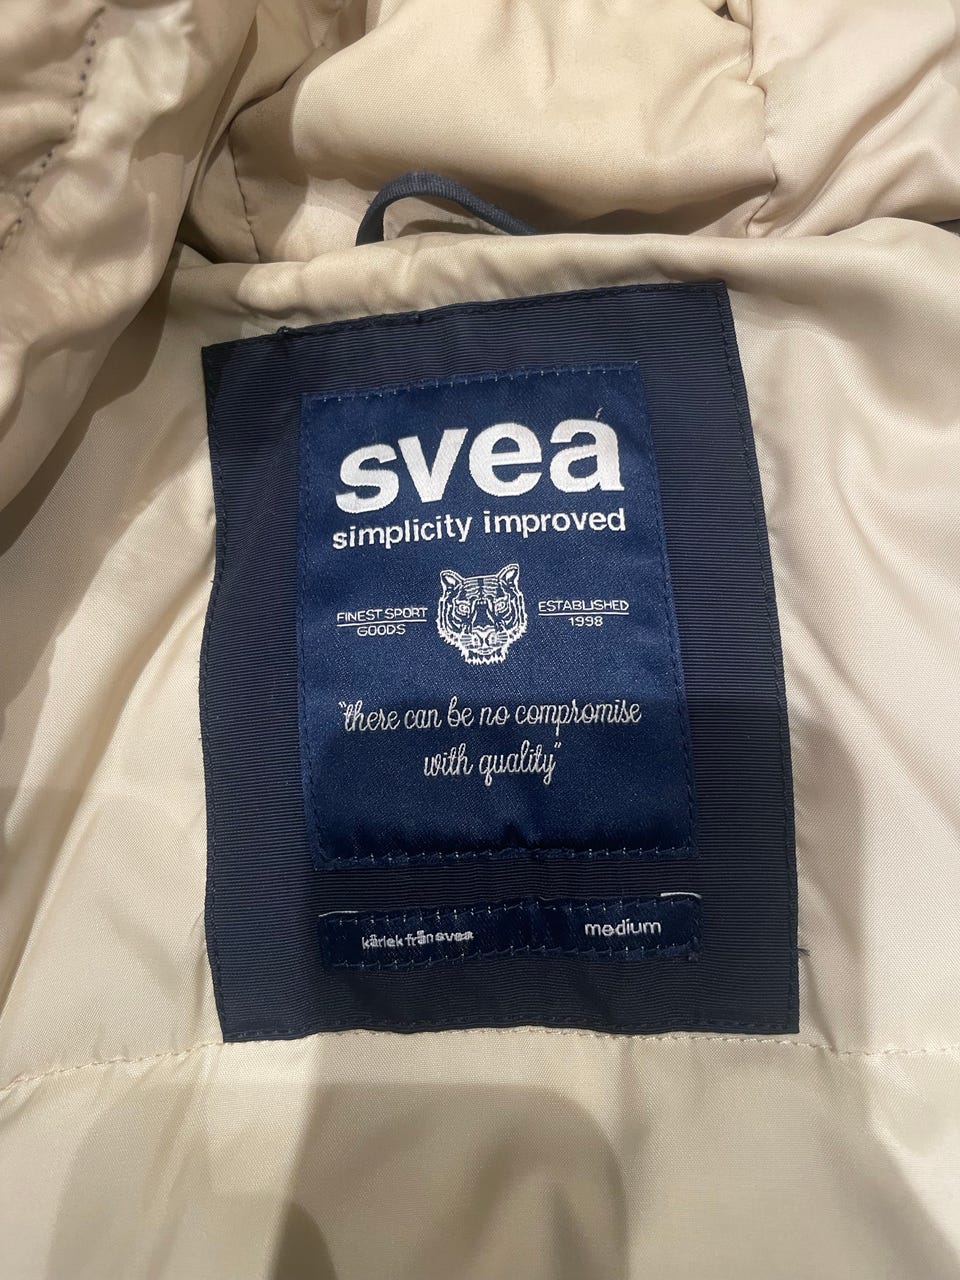 svea
simplicity improved
FINEST SPORT
GOODS
ESTABLISHED
1998
"there can be no compromise
with quality"
kärlek från svea
medium